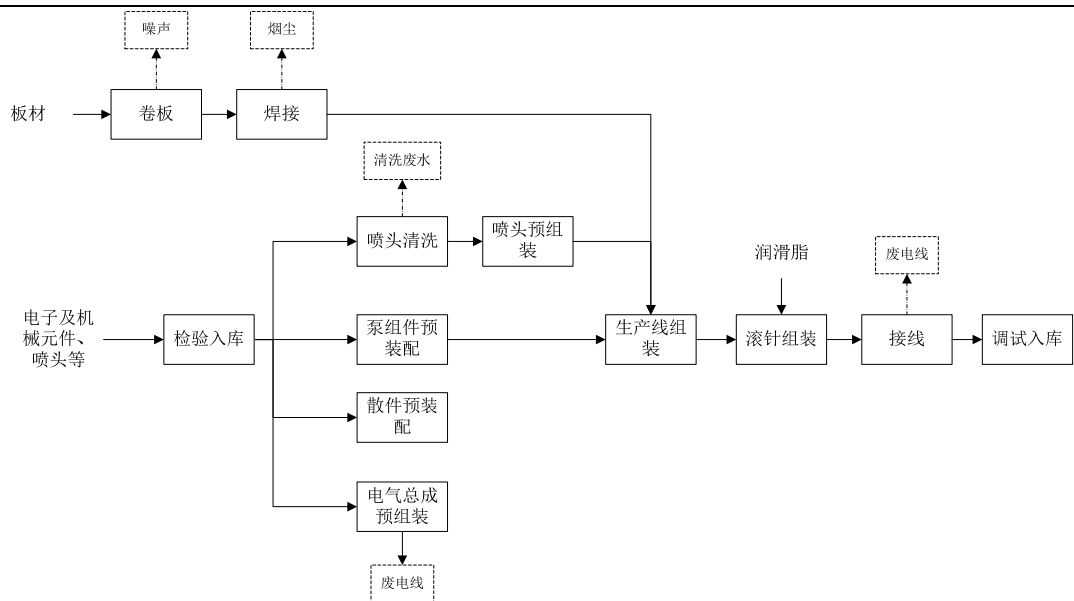 噪声
烟尘
板材
卷板
焊接
清洗废水
喷头清洗
喷头预组
装
润滑脂
废电线
电子及机
械元件、
喷头等
检验入库
泵组件预
装配
生产线组
装
滚针组装
接线
调试入库
散件预装
配
电气总成
预组装
废电线